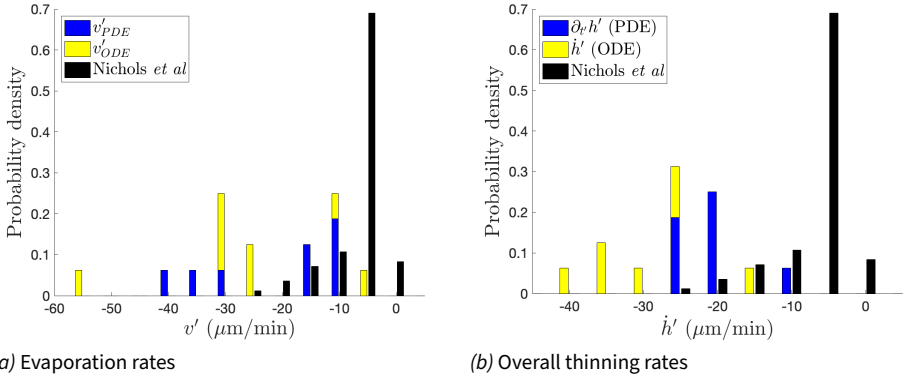 0.7
0.6
0.5
0.4
0.3
0.2
0.1
0
Probability density
v′PDE
v′ODE
Nichols et al
-60 -50 -40 -30 -20 -10 0
v′ (μm/min)
a) Evaporation rates
0.7
0.6
0.5
0.4
0.3
0.2
0.1
0
Probability density
∂t′h′ (PDE)
ḣ′ (ODE)
Nichols et al
-40 -30 -20 -10 0
ḣ′ (μm/min)
(b) Overall thinning rates